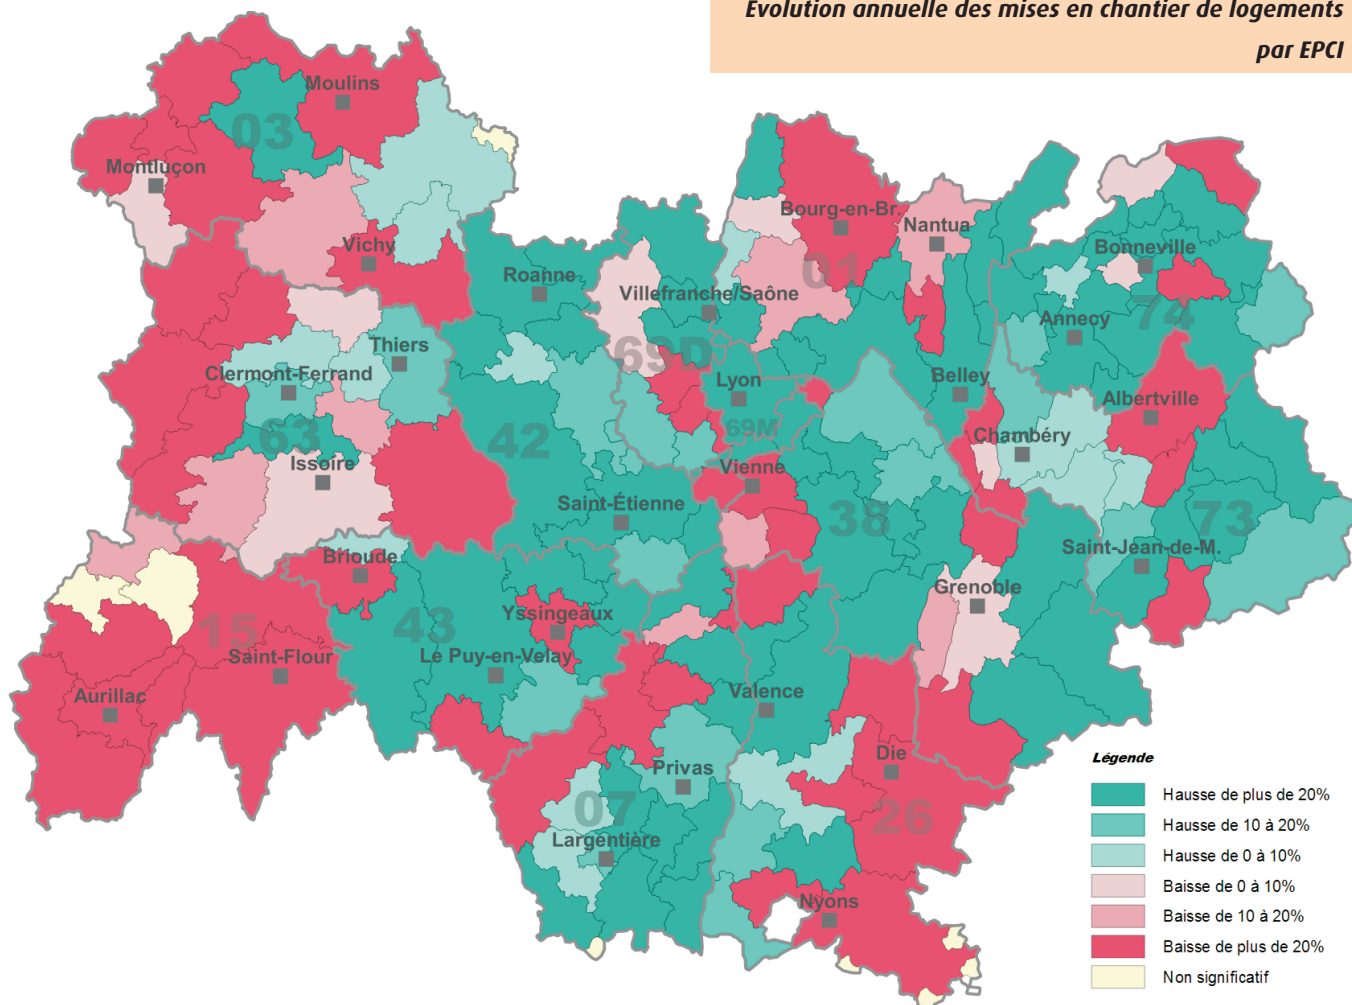 Evolution annuelle des mises en chantier de logements
par EPCI
Moulins
03
Montluçon
Vichy
Bourg-en-Br.
Nantua
01
Bonneville
Roanne
Villefranche/Saône
74
Annecy
Thiers
69D
Clermont-Ferrand
Lyon
Belley
Albertville
69M
63
42
Chambéry
Issoire
Vienne
Saint-Étienne
38
73
Brioude
Saint-Jean-de-M.
Grenoble
Yssingeaux
15
43
Saint-Flour
Le Puy-en-Velay
Aurillac
Valence
Die
Privas
07
26
Largentière
Nyons
Légende
Hausse de plus de 20%
Hausse de 10 à 20%
Hausse de 0 à 10%
Baisse de 0 à 10%
Baisse de 10 à 20%
Baisse de plus de 20%
Non significatif